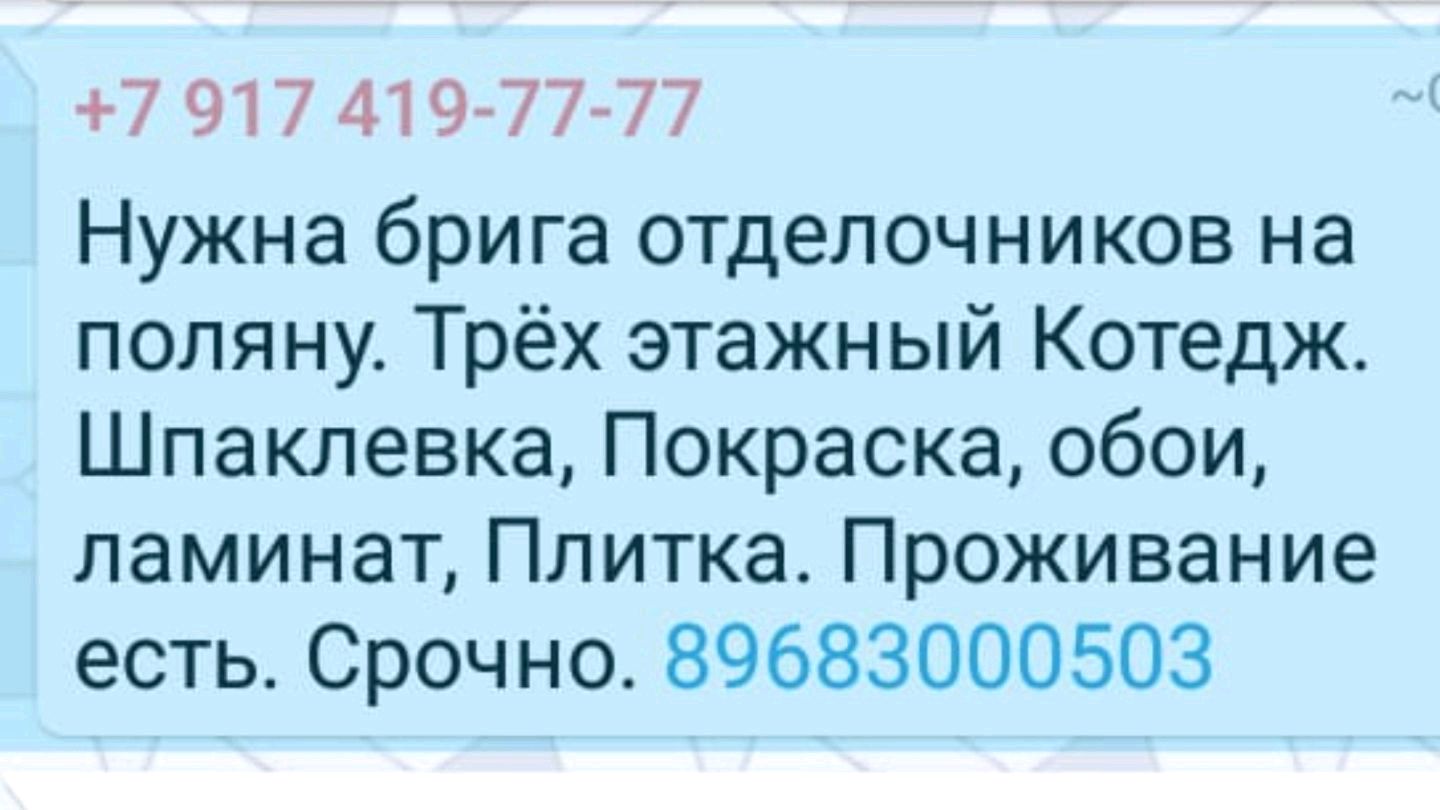 +7 917 419-77-77
Нужна брига отделочников на
поляну. Трёх этажный Котедж.
Шпаклевка, Покраска, обои,
ламинат, Плитка. Проживание
есть. Срочно. 89683000503